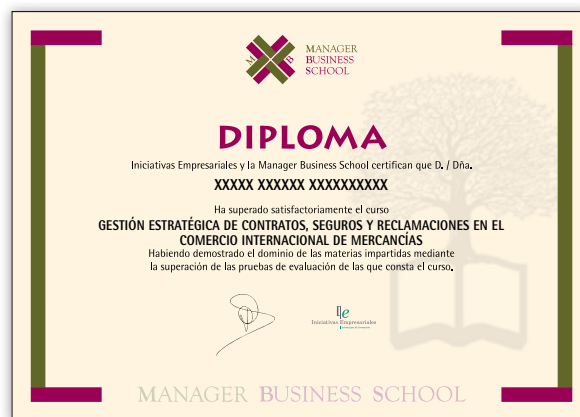 M B S
MANAGER
BUSINESS
SCHOOL
DIPLOMA
Iniciativas Empresariales y la Manager Business School certifican que D. / Dña.
XXXXX XXXXXX XXXXXXXXXX
Ha superado satisfactoriamente el curso
GESTIÓN ESTRATÉGICA DE CONTRATOS, SEGUROS Y RECLAMACIONES EN EL
COMERCIO INTERNACIONAL DE MERCANCÍAS
Habiendo demostrado el dominio de las materias impartidas mediante
la superación de las pruebas de evaluación de las que consta el curso.
Iniciativas Empresariales
MANAGER BUSINESS SCHOOL